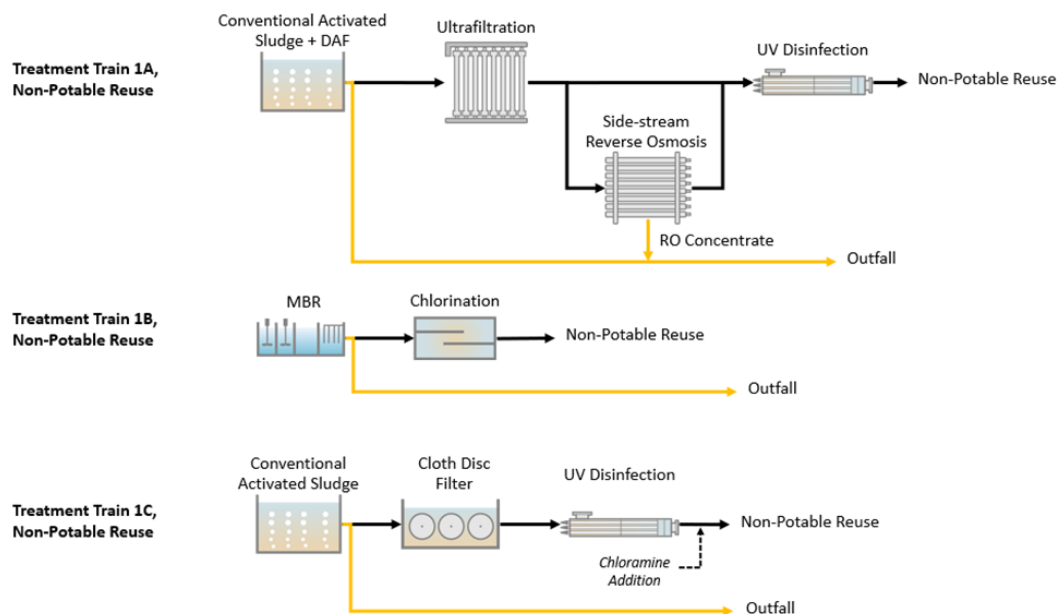 Conventional Activated
Sludge + DAF
Ultrafiltration
Treatment Train 1A,
Non-Potable Reuse
UV Disinfection
Non-Potable Reuse
Side-stream
Reverse Osmosis
RO Concentrate
Outfall
Treatment Train 1B,
Non-Potable Reuse
MBR
Chlorination
Non-Potable Reuse
Outfall
Treatment Train 1C,
Non-Potable Reuse
Conventional
Activated Sludge
Cloth Disc
Filter
UV Disinfection
Non-Potable Reuse
Chloramine
Addition
Outfall